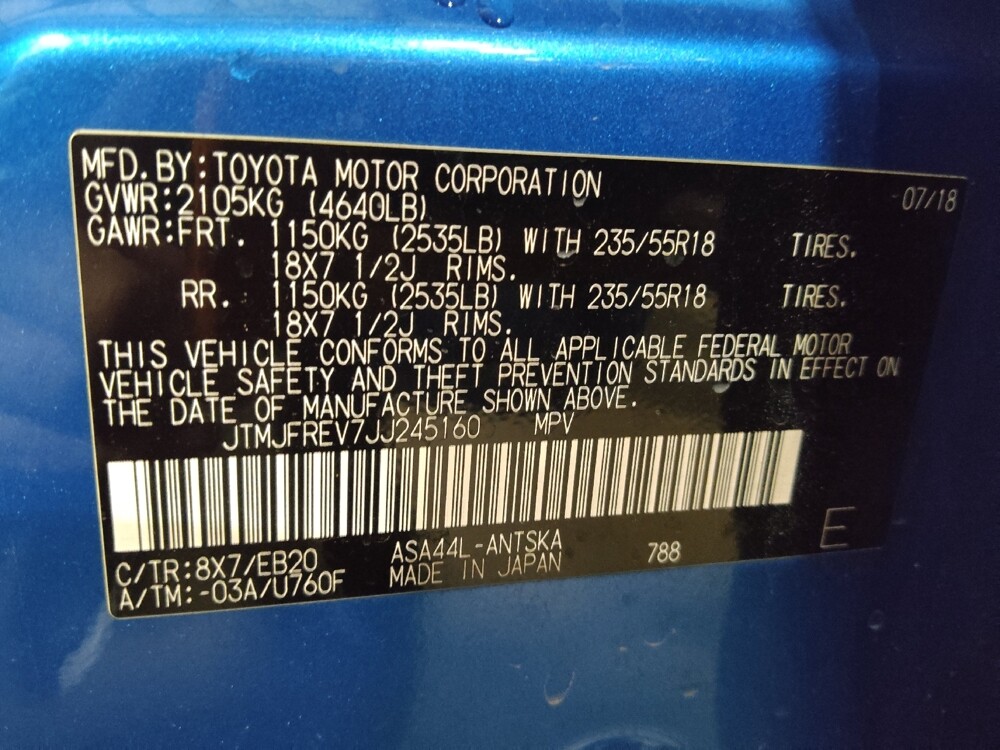 MFD.BY:TOYOTA MOTOR CORPORATION 07/18
GVWR:2105KG (4640LB)
GAWR:FRT. 1150KG (2535LB) WITH 235/55R18 TIRES.
18X7 1/2J RIMS.
RR. 1150KG (2535LB) WITH 235/55R18 TIRES.
18X7 1/2J RIMS.
THIS VEHICLE CONFORMS TO ALL APPLICABLE FEDERAL MOTOR
VEHICLE SAFETY AND THEFT PREVENTION STANDARDS IN EFFECT ON
THE DATE OF MANUFACTURE SHOWN ABOVE.
JTMJFREV7JJ245160 MPV
C/TR:8X7/EB20 ASA44L-ANTSKA 788 E
A/TM:-03A/U760F MADE IN JAPAN